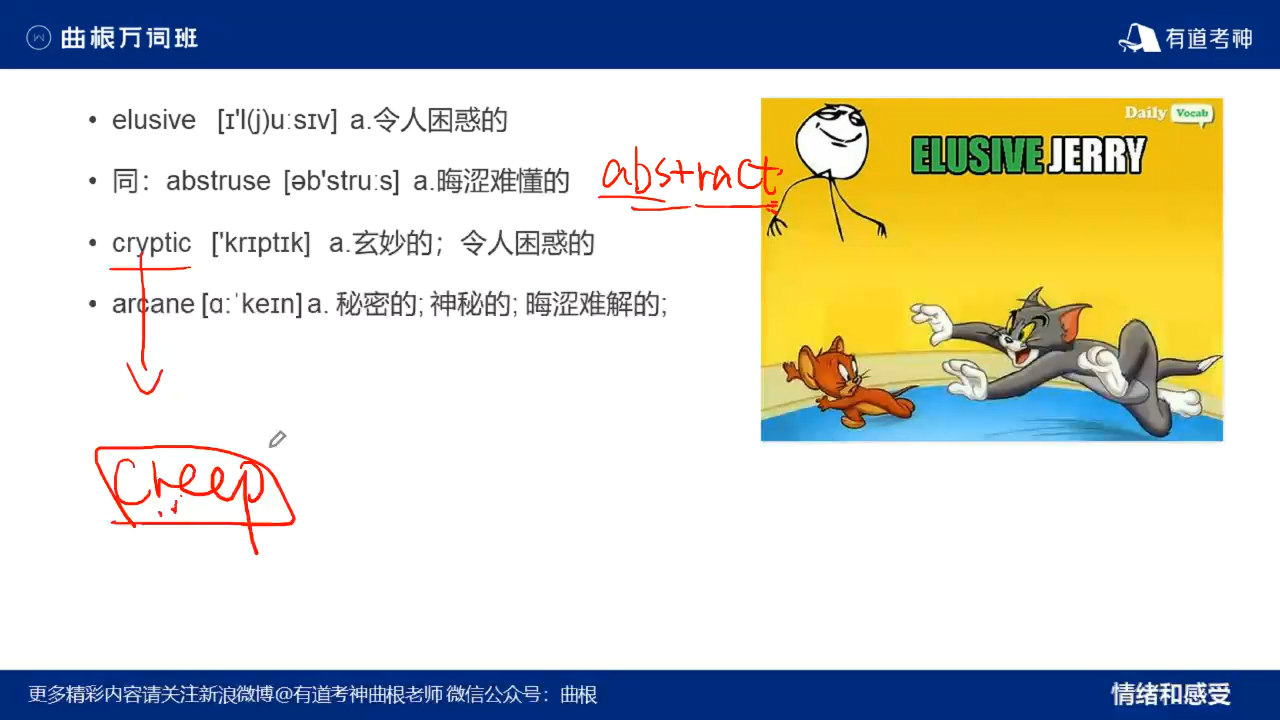 曲根万词班
有道考神
• elusive [ɪ'l(j)uːsɪv] a.令人困惑的
同：abstruse [əb'struːs] a.晦涩难懂的
abstract
• cryptic ['krɪptɪk] a.玄妙的；令人困惑的
• arcane [ɑːˈkeɪn] a. 秘密的; 神秘的; 晦涩难解的;
creep
Daily Vocab
ELUSIVE JERRY
更多精彩内容请关注新浪微博@有道考神曲根老师 微信公众号：曲根
情绪和感受